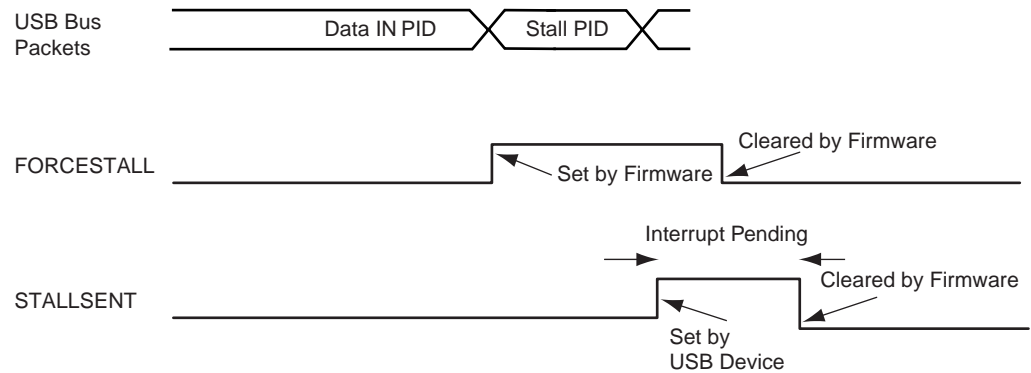 USB Bus
Packets
Data IN PID
Stall PID
FORCESTALL
Set by Firmware
Cleared by Firmware
Interrupt Pending
STALLSENT
Set by
USB Device
Cleared by Firmware